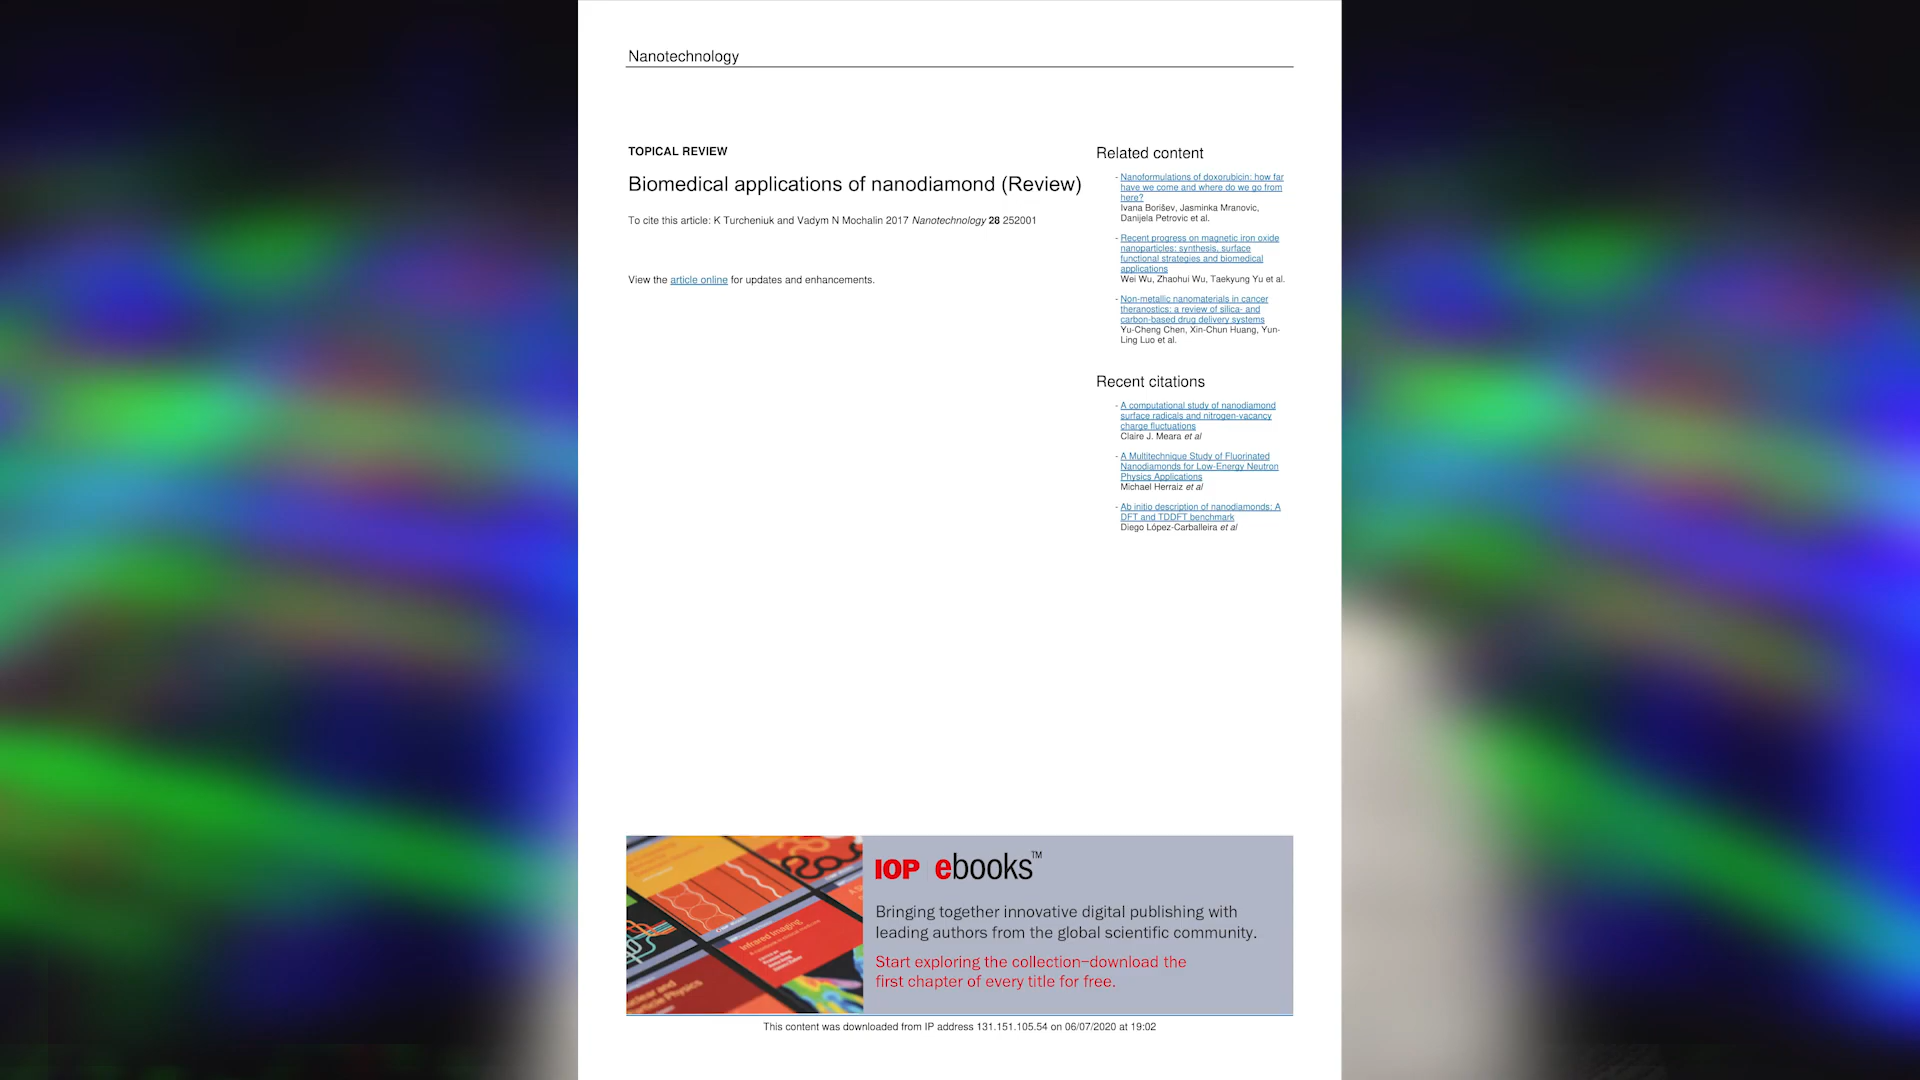 Nanotechnology
TOPICAL REVIEW
Biomedical applications of nanodiamond (Review)
To cite this article: K Turcheniuk and Vadym N Mochalin 2017 Nanotechnology 28 252001
View the article online for updates and enhancements.
Related content
- Nanoformulations of doxorubicin: how far
have we come and where do we go from
here?
Ivana Borišev, Jasminka Mranovic,
Danijela Petrovic et al.
- Recent progress on magnetic iron oxide
nanoparticles: synthesis, surface
functional strategies and biomedical
applications
Wei Wu, Zhaohui Wu, Taekyung Yu et al.
- Non-metallic nanomaterials in cancer
theranostics: a review of silica- and
carbon-based drug delivery systems
Yu-Cheng Chen, Xin-Chun Huang, Yun-
Ling Luo et al.
Recent citations
- A computational study of nanodiamond
surface radicals and nitrogen-vacancy
charge fluctuations
Claire J. Meara et al
- A Multitechnique Study of Fluorinated
Nanodiamonds for Low-Energy Neutron
Physics Applications
Michael Herraiz et al
- Ab initio description of nanodiamonds: A
DFT and TDDFT benchmark
Diego López-Carballeira et al
Infrared Imaging
Particle Physics
IOP ebooks™
Bringing together innovative digital publishing with
leading authors from the global scientific community.
Start exploring the collection–download the
first chapter of every title for free.
This content was downloaded from IP address 131.151.105.54 on 06/07/2020 at 19:02